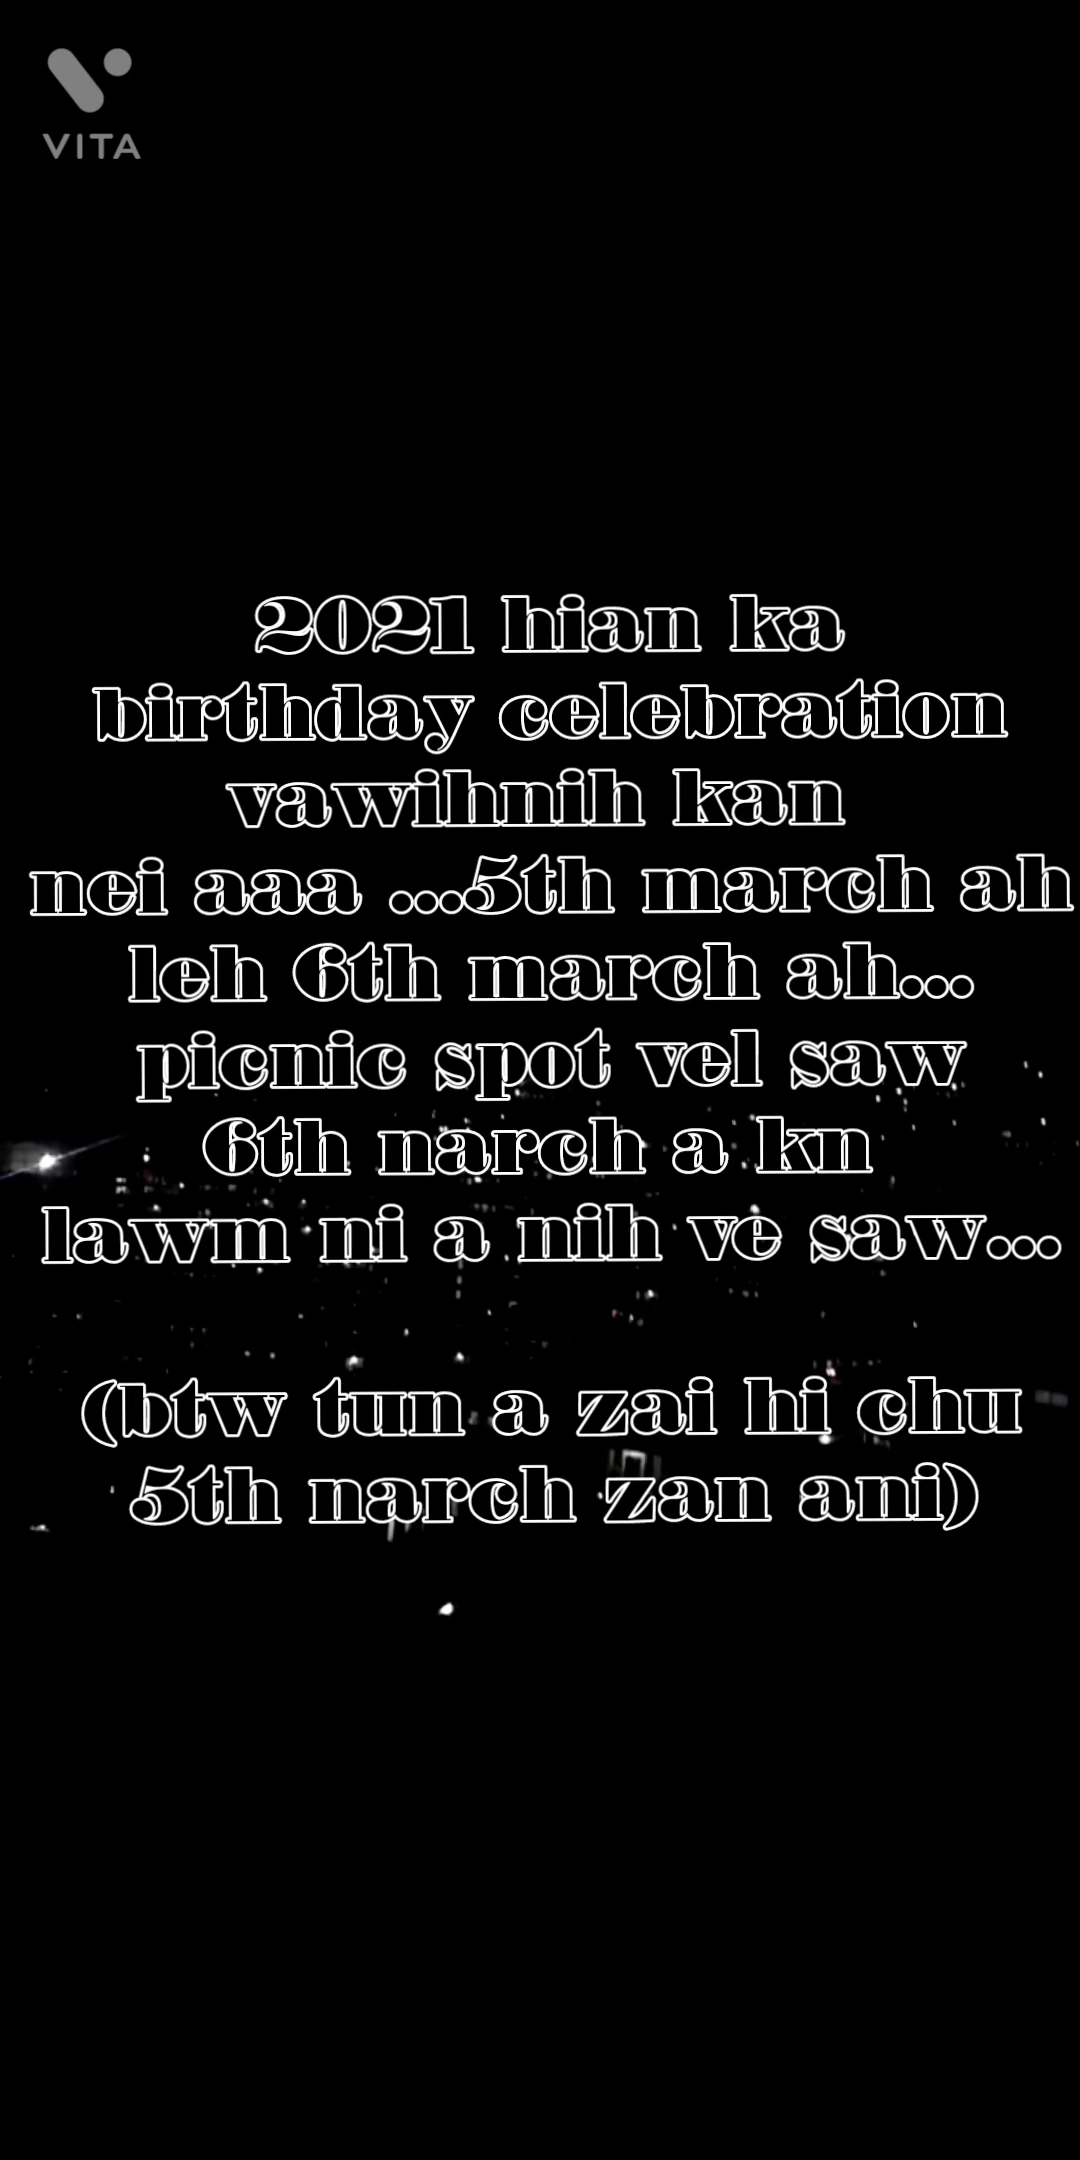 VITA
2021 hian ka
birthday celebration
vawihnih kan
nei aaa ...5th march ah
leh 6th march ah...
picnic spot vel saw
6th narch a kn
lawm ni a nih ve saw...
(btw tun a zai hi chu
5th narch zan ani)